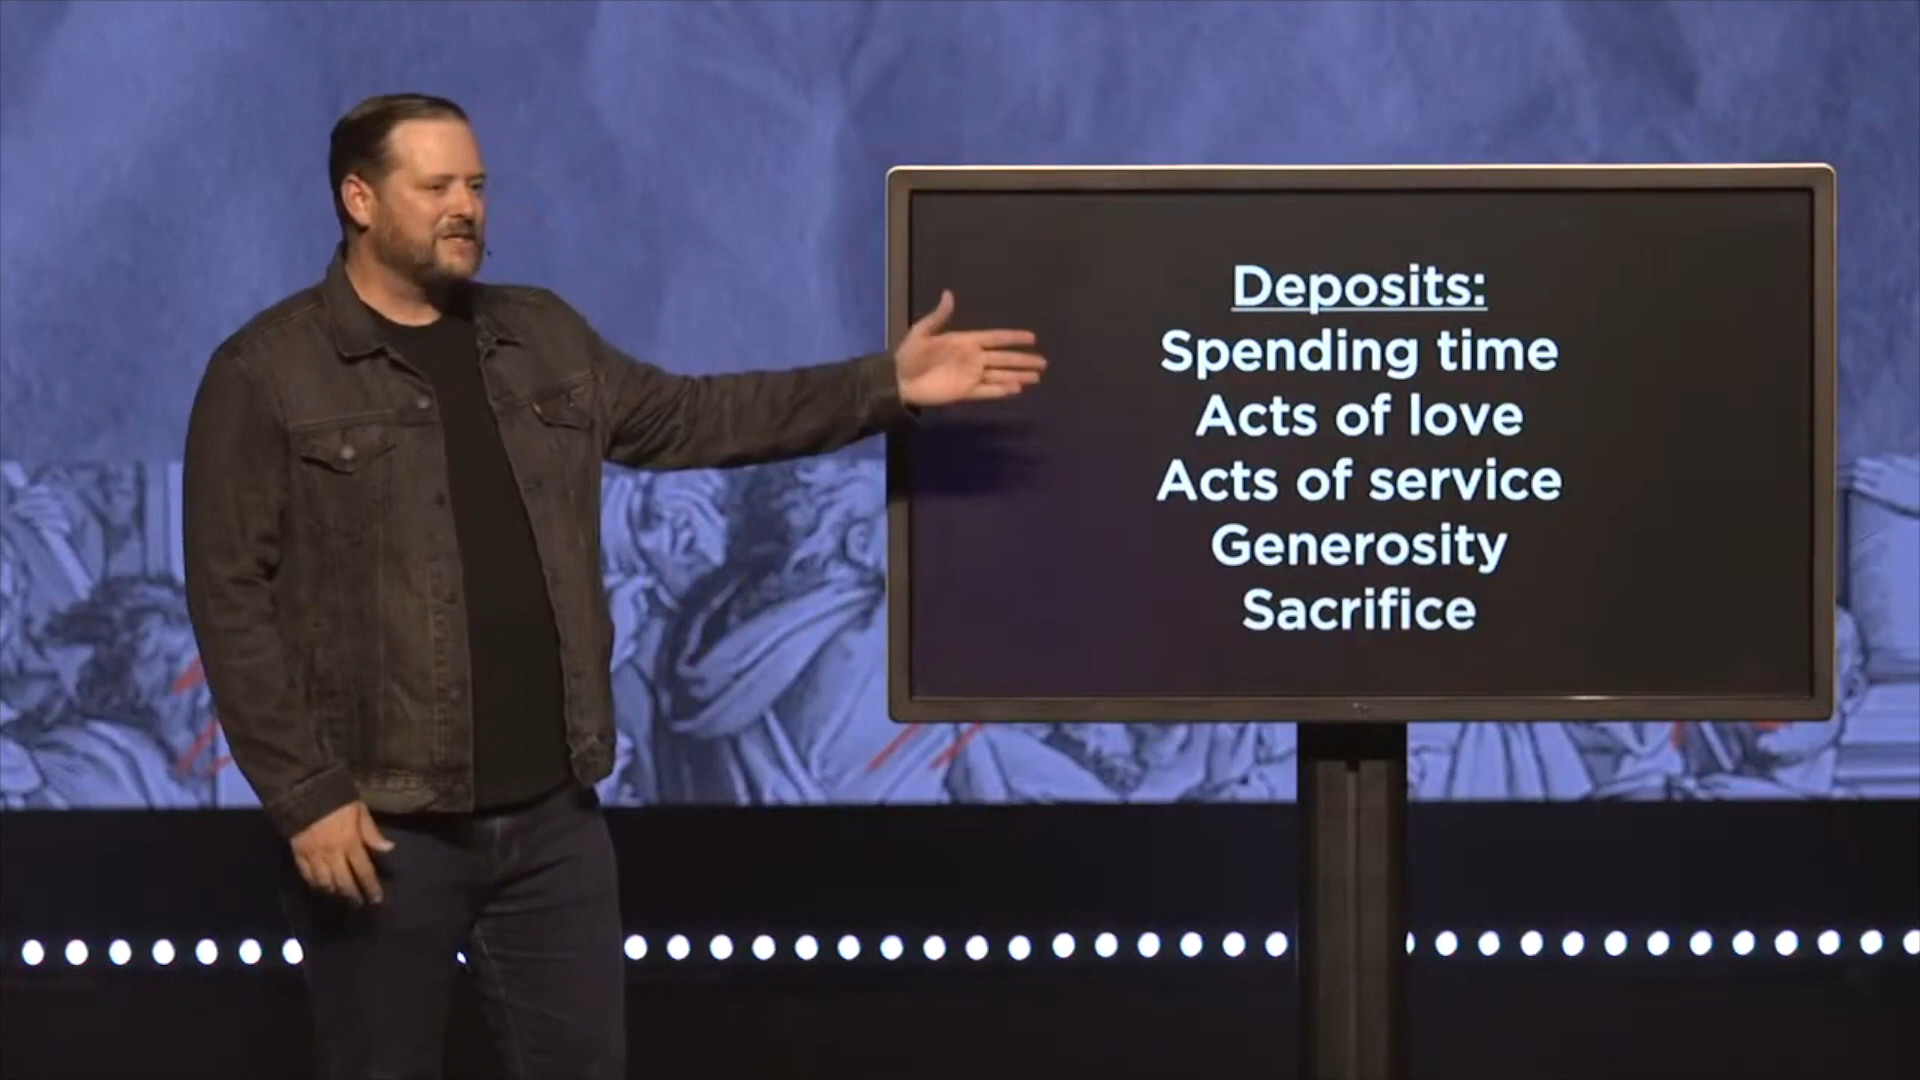 Deposits:
Spending time
Acts of love
Acts of service
Generosity
Sacrifice